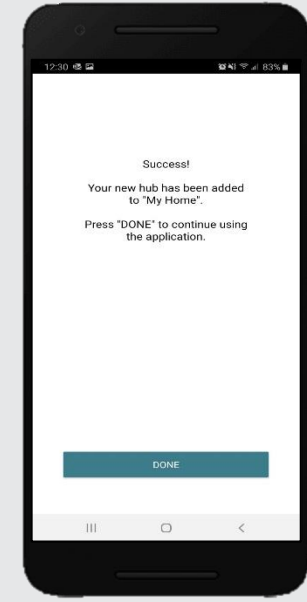 12:30 83%
Success!
Your new hub has been added
to "My Home".
Press "DONE" to continue using
the application.
DONE